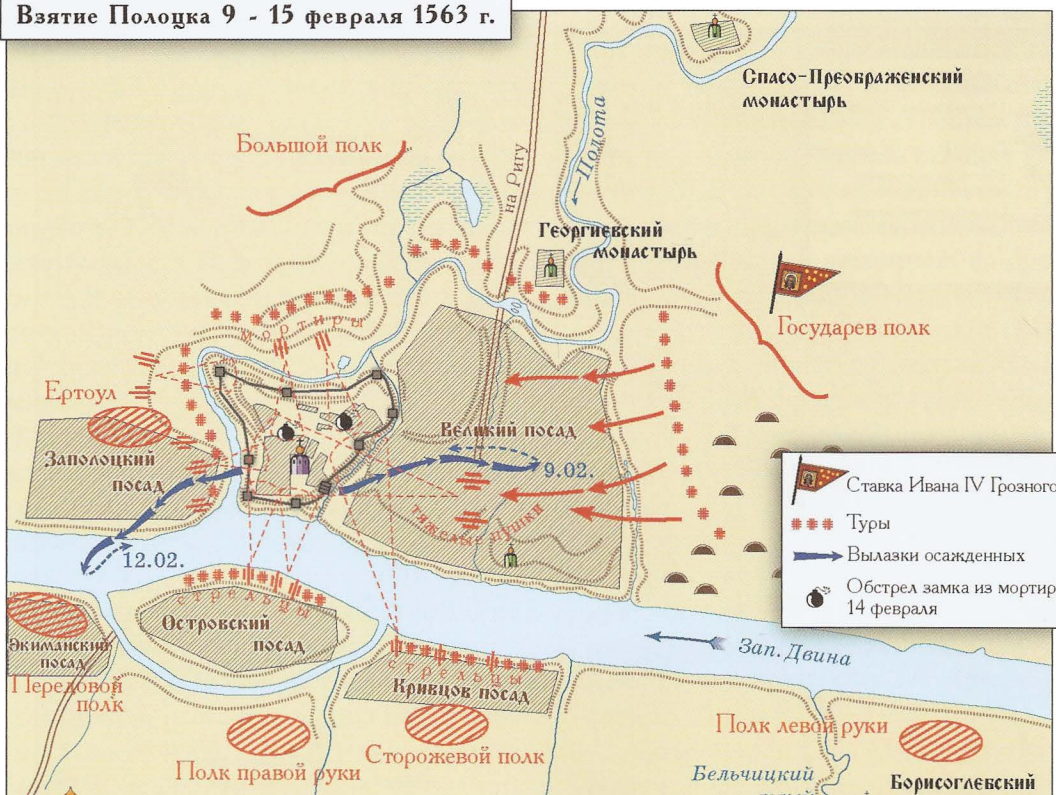 Взятие Полоцка 9 - 15 февраля 1563 г.
Спасо-Преображенский
монастырь
Большой полк
на Ригу
Подота
Георгиевский
монастырь
Государев полк
мортиры
Ертоул
Заполоцкий
посад
Великий посад
9.02.
тяжелые пушки
12.02.
Ставка Ивана IV Грозного
Туры
Вылазки осажденных
Обстрел замка из мортир
14 февраля
стрельцы
Островский
посад
Экиманский
посад
Передовой
полк
Зап. Двина
стрельцы
Кривцов посад
Полк правой руки
Сторожевой полк
Полк левой руки
Бельчицкий
Борисоглебский